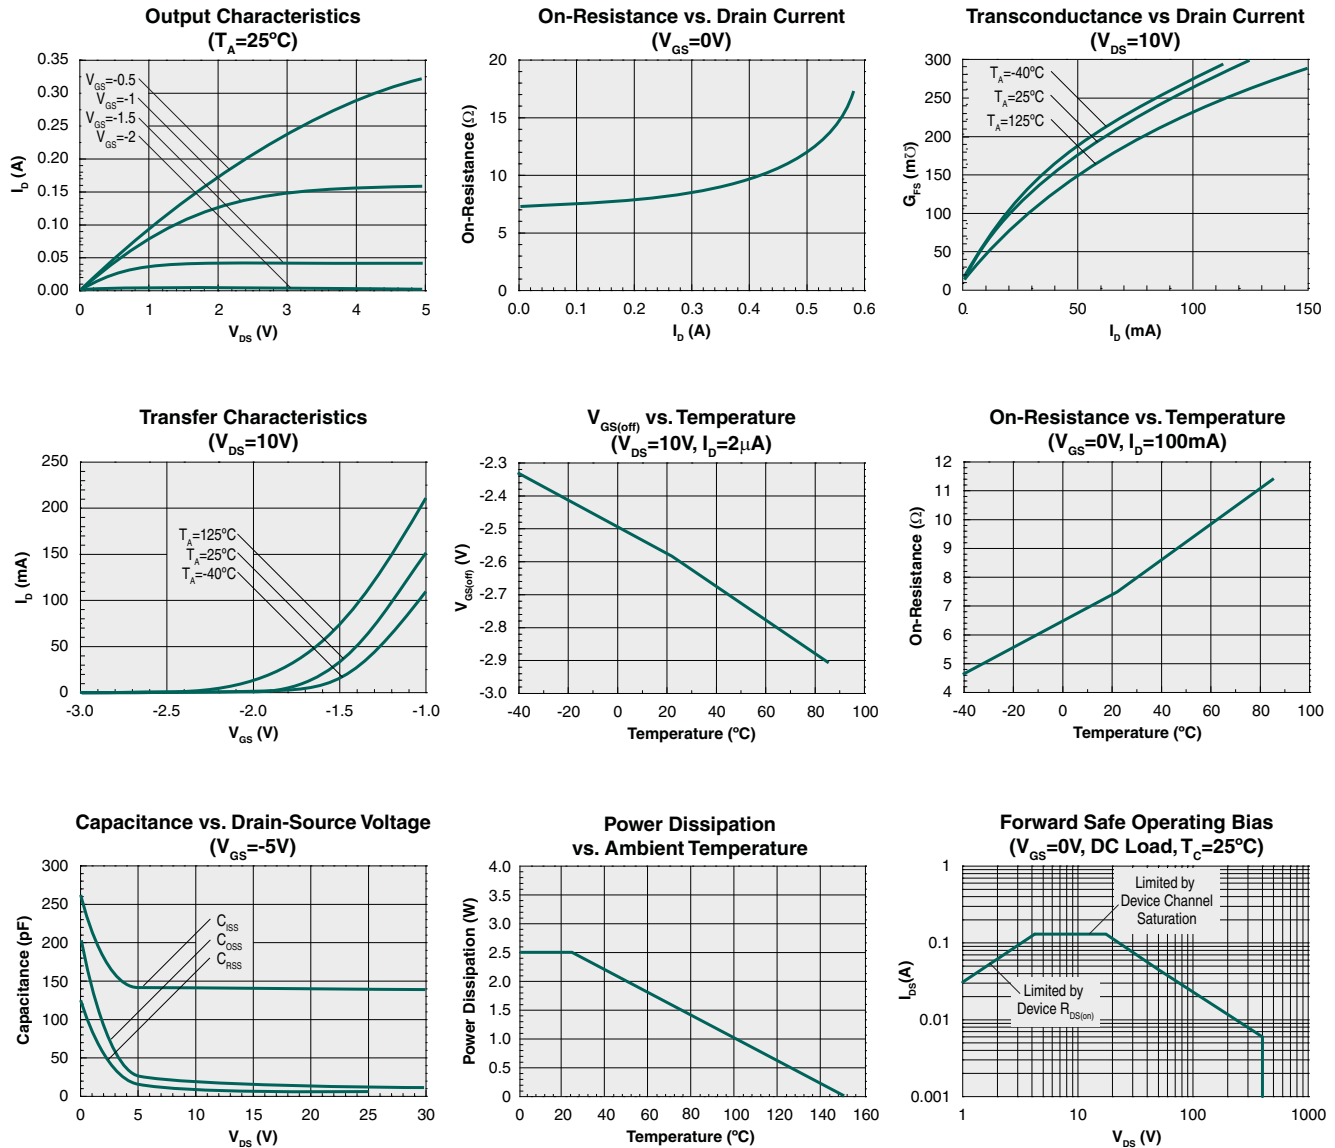 Output Characteristics
(TA=25ºC)
0.35
0.30
0.25
0.20
0.15
0.10
0.05
0.00
ID (A)
VGS=-0.5
VGS=-1
VGS=-1.5
VGS=-2
0 1 2 3 4 5
VDS (V)
On-Resistance vs. Drain Current
(VGS=0V)
20
15
10
5
0
On-Resistance (Ω)
0.0 0.1 0.2 0.3 0.4 0.5 0.6
ID (A)
Transconductance vs Drain Current
(VDS=10V)
300
250
200
150
100
50
0
GFS (m℧)
TA=-40ºC
TA=25ºC
TA=125ºC
0 50 100 150
ID (mA)
Transfer Characteristics
(VDS=10V)
250
200
150
100
50
0
ID (mA)
TA=125ºC
TA=25ºC
TA=-40ºC
-3.0 -2.5 -2.0 -1.5 -1.0
VGS (V)
VGS(off) vs. Temperature
(VDS=10V, ID=2μA)
-2.3
-2.4
-2.5
-2.6
-2.7
-2.8
-2.9
-3.0
VGS(off) (V)
-40 -20 0 20 40 60 80 100
Temperature (ºC)
On-Resistance vs. Temperature
(VGS=0V, ID=100mA)
12
11
10
9
8
7
6
5
4
On-Resistance (Ω)
-40 -20 0 20 40 60 80 100
Temperature (ºC)
Capacitance vs. Drain-Source Voltage
(VGS=-5V)
300
250
200
150
100
50
0
Capacitance (pF)
CISS
COSS
CRSS
0 5 10 15 20 25 30
VDS (V)
Power Dissipation
vs. Ambient Temperature
4.0
3.5
3.0
2.5
2.0
1.5
1.0
0.5
0
Power Dissipation (W)
0 20 40 60 80 100 120 140 160
Temperature (ºC)
Forward Safe Operating Bias
(VGS=0V, DC Load, TC=25ºC)
1
0.1
0.01
0.001
IDS(A)
Limited by
Device Channel
Saturation
Limited by
Device RDS(on)
1 10 100 1000
VDS (V)